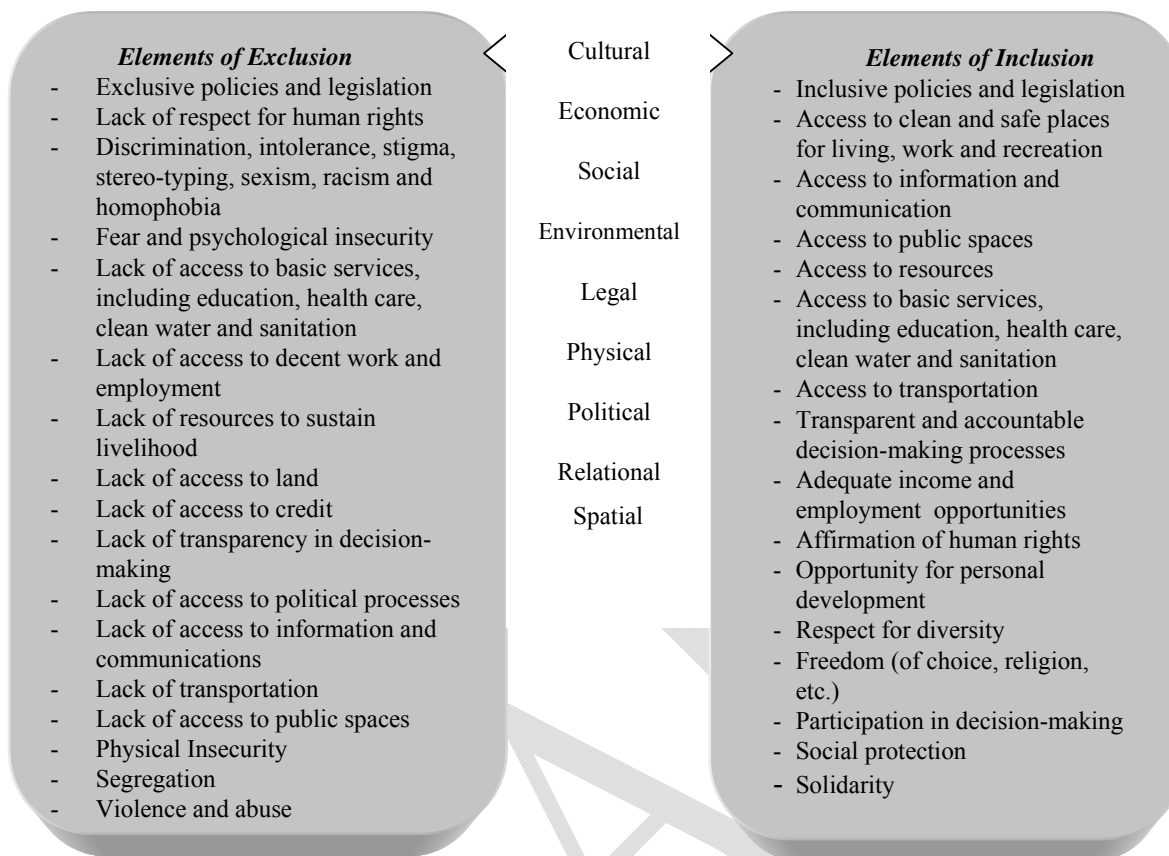 Elements of Exclusion
- Exclusive policies and legislation
- Lack of respect for human rights
- Discrimination, intolerance, stigma,
stereo-typing, sexism, racism and
homophobia
- Fear and psychological insecurity
- Lack of access to basic services,
including education, health care,
clean water and sanitation
- Lack of access to decent work and
employment
- Lack of resources to sustain
livelihood
- Lack of access to land
- Lack of access to credit
- Lack of transparency in decision-
making
- Lack of access to political processes
- Lack of access to information and
communications
- Lack of transportation
- Lack of access to public spaces
- Physical Insecurity
- Segregation
- Violence and abuse
Cultural
Economic
Social
Environmental
Legal
Physical
Political
Relational
Spatial
Elements of Inclusion
- Inclusive policies and legislation
- Access to clean and safe places
for living, work and recreation
- Access to information and
communication
- Access to public spaces
- Access to resources
- Access to basic services,
including education, health care,
clean water and sanitation
- Access to transportation
- Transparent and accountable
decision-making processes
- Adequate income and
employment opportunities
- Affirmation of human rights
- Opportunity for personal
development
- Respect for diversity
- Freedom (of choice, religion,
etc.)
- Participation in decision-making
- Social protection
- Solidarity